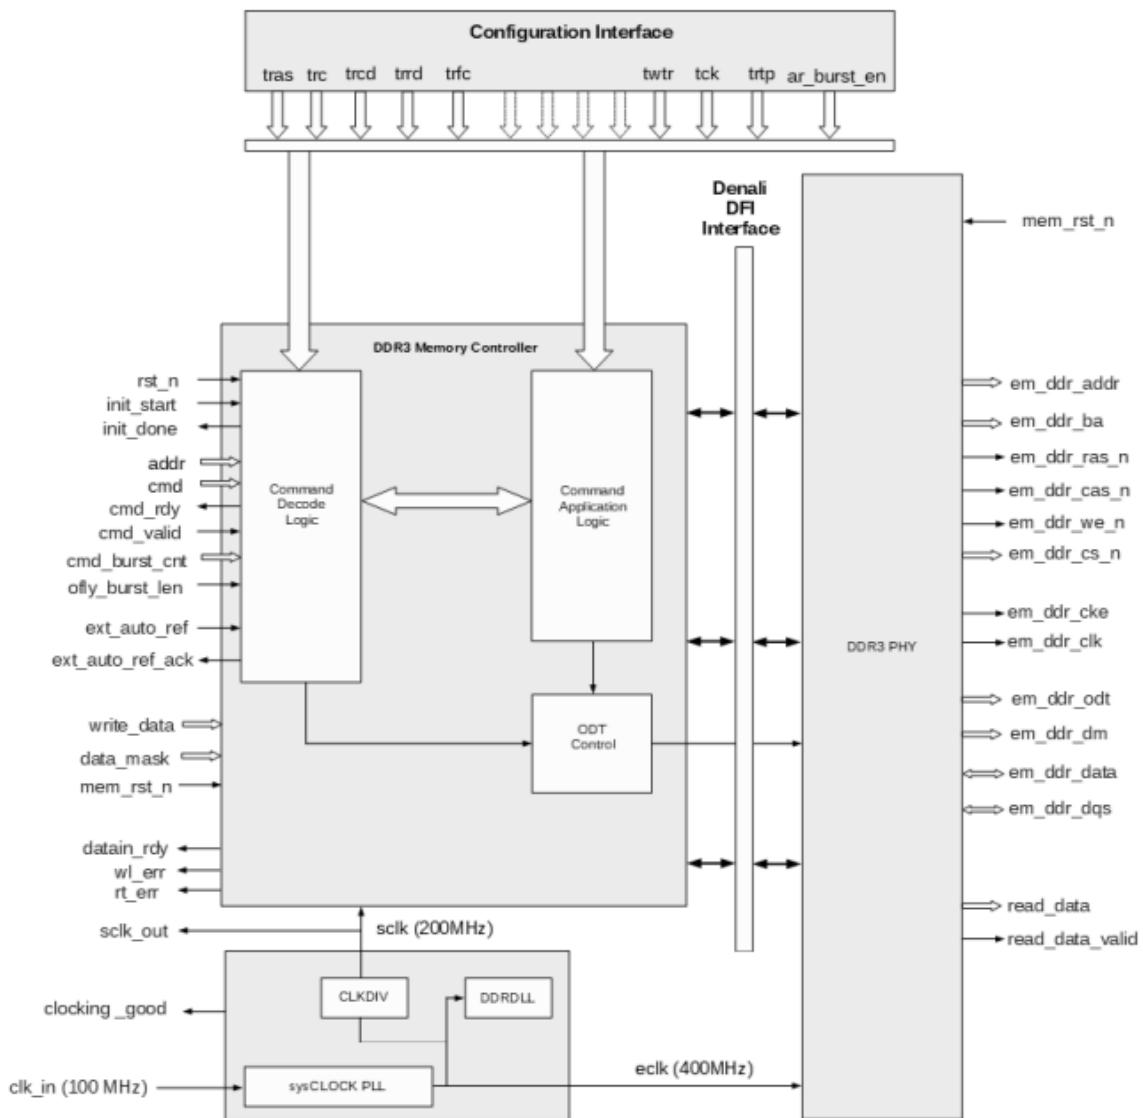 Configuration Interface
tras trc trcd trrd trfc twtr tck trtp ar_burst_en
Denali
DFI
Interface
mem_rst_n
DDR3 Memory Controller
rst_n
init_start
init_done
addr
cmd
cmd_rdy
cmd_valid
cmd_burst_cnt
ofly_burst_len
ext_auto_ref
ext_auto_ref_ack
write_data
data_mask
mem_rst_n
datain_rdy
wl_err
rt_err
sclk_out
Command
Decode
Logic
Command
Application
Logic
ODT
Control
DDR3 PHY
em_ddr_addr
em_ddr_ba
em_ddr_ras_n
em_ddr_cas_n
em_ddr_we_n
em_ddr_cs_n
em_ddr_cke
em_ddr_clk
em_ddr_odt
em_ddr_dm
em_ddr_data
em_ddr_dqs
read_data
read_data_valid
sclk (200MHz)
CLKDIV
DDRDLL
clocking _good
clk_in (100 MHz)
sysCLOCK PLL
eclk (400MHz)